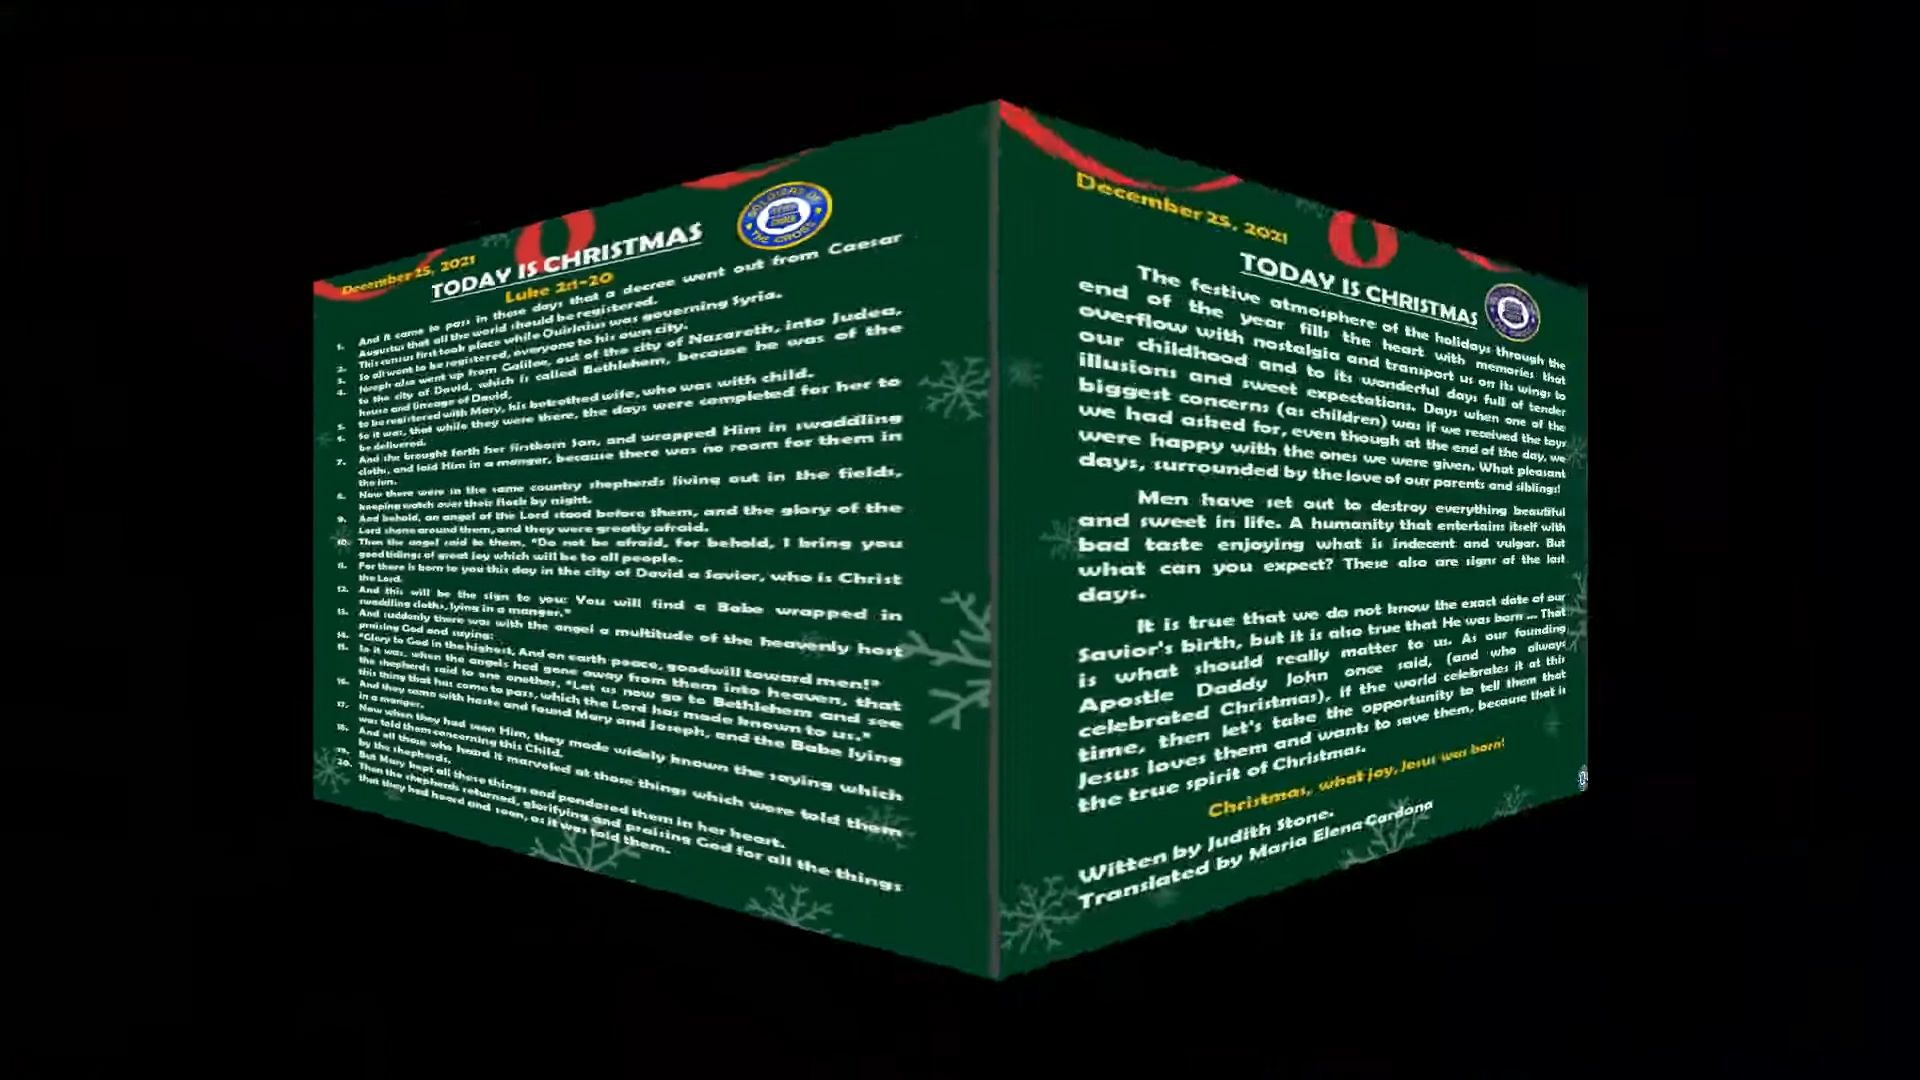 December 25, 2021
TODAY IS CHRISTMAS
SOLDIERS OF
THE CROSS
Luke 2:1-20
1. And it came to pass in those days that a decree went out from Caesar
Augustus that all the world should be registered.
2. This census first took place while Quirinius was governing Syria.
3. So all went to be registered, everyone to his own city.
4. Joseph also went up from Galilee, out of the city of Nazareth, into Judea,
to the city of David, which is called Bethlehem, because he was of the
house and lineage of David,
5. to be registered with Mary, his betrothed wife, who was with child.
6. So it was, that while they were there, the days were completed for her to
be delivered.
7. And she brought forth her firstborn Son, and wrapped Him in swaddling
cloths, and laid Him in a manger, because there was no room for them in
the inn.
8. Now there were in the same country shepherds living out in the fields,
keeping watch over their flock by night.
9. And behold, an angel of the Lord stood before them, and the glory of the
Lord shone around them, and they were greatly afraid.
10. Then the angel said to them, "Do not be afraid, for behold, I bring you
good tidings of great joy which will be to all people.
11. For there is born to you this day in the city of David a Savior, who is Christ
the Lord.
12. And this will be the sign to you: You will find a Babe wrapped in
swaddling cloths, lying in a manger."
13. And suddenly there was with the angel a multitude of the heavenly host
praising God and saying:
14. "Glory to God in the highest, And on earth peace, goodwill toward men!"
15. So it was, when the angels had gone away from them into heaven, that
the shepherds said to one another, "Let us now go to Bethlehem and see
this thing that has come to pass, which the Lord has made known to us."
16. And they came with haste and found Mary and Joseph, and the Babe lying
in a manger.
17. Now when they had seen Him, they made widely known the saying which
was told them concerning this Child.
18. And all those who heard it marveled at those things which were told them
by the shepherds.
19. But Mary kept all these things and pondered them in her heart.
20. Then the shepherds returned, glorifying and praising God for all the things
that they had heard and seen, as it was told them.
December 25, 2021
TODAY IS CHRISTMAS
The festive atmosphere of the holidays through the
end of the year fills the heart with memories that
overflow with nostalgia and transport us on its wings to
our childhood and to its wonderful days full of tender
illusions and sweet expectations. Days when one of the
biggest concerns (as children) was if we received the toys
we had asked for, even though at the end of the day, we
were happy with the ones we were given. What pleasant
days, surrounded by the love of our parents and siblings!
Men have set out to destroy everything beautiful
and sweet in life. A humanity that entertains itself with
bad taste enjoying what is indecent and vulgar. But
what can you expect? These also are signs of the last
days.
It is true that we do not know the exact date of our
Savior's birth, but it is also true that He was born ... That
is what should really matter to us. As our founding
Apostle Daddy John once said, (and who always
celebrated Christmas), if the world celebrates it at this
time, then let's take the opportunity to tell them that
Jesus loves them and wants to save them, because that is
the true spirit of Christmas.
Christmas, what joy, Jesus was born!
Written by Judith Stone.
Translated by Maria Elena Cardona